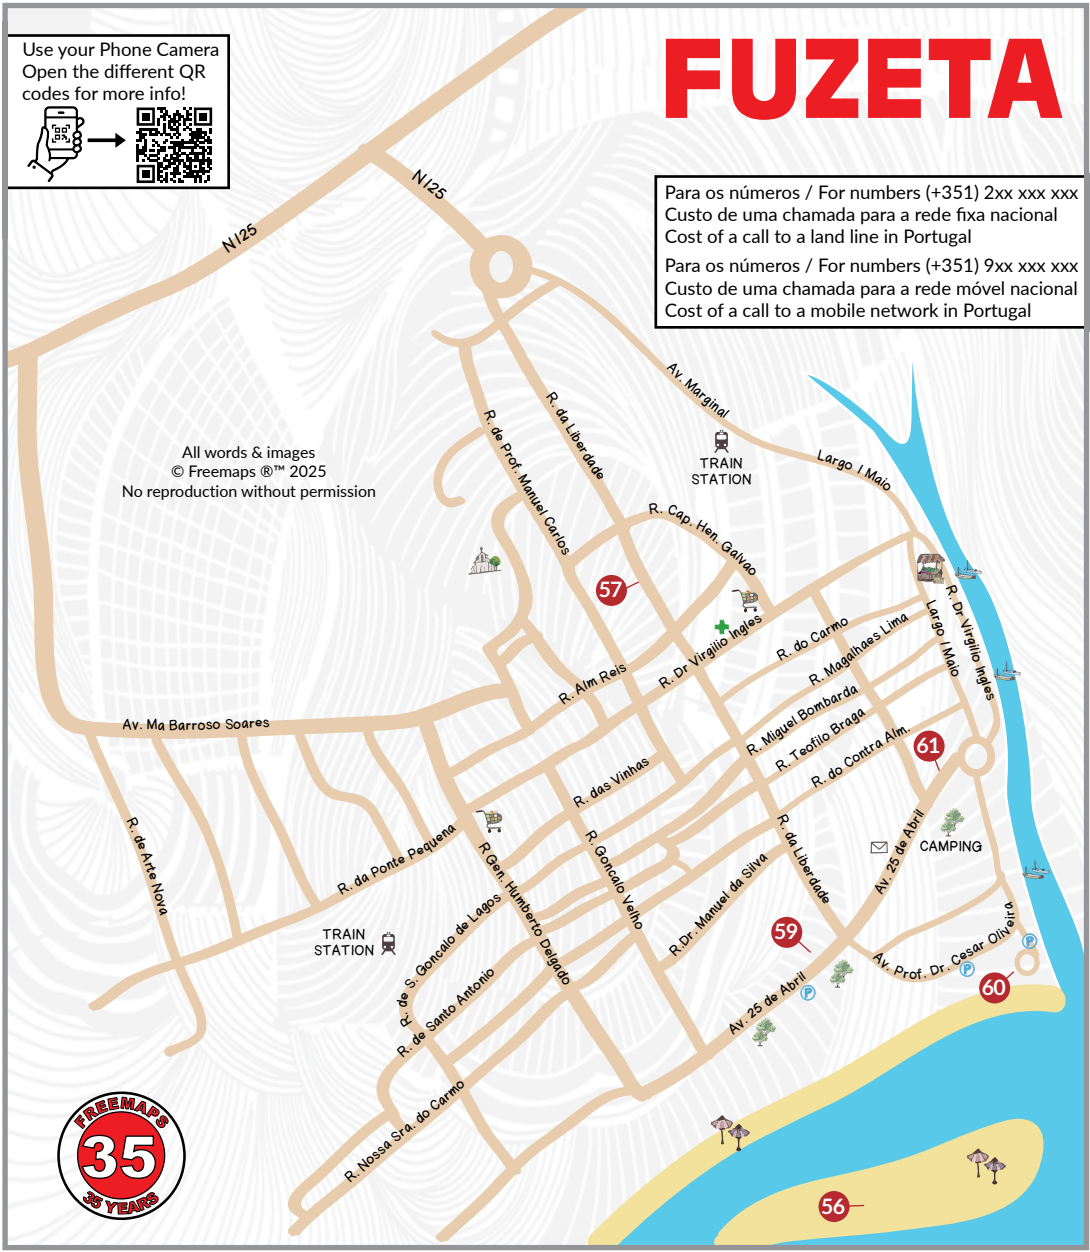 Use your Phone Camera
Open the different QR
codes for more info!
FUZETA
Para os números / For numbers (+351) 2xx xxx xxx
Custo de uma chamada para a rede fixa nacional
Cost of a call to a land line in Portugal
Para os números / For numbers (+351) 9xx xxx xxx
Custo de uma chamada para a rede móvel nacional
Cost of a call to a mobile network in Portugal
N125
N125
Av. Marginal
R. da Liberdade
R. de Prof. Manuel Carlos
All words & images
© Freemaps ®™ 2025
No reproduction without permission
TRAIN
STATION
Largo 1 Maio
R. Cap. Hen. Galvao
57
R. Dr Virgilio Ingles
Largo 1 Maio
R. do Carmo
R. Magalhaes Lima
R. Dr Virgilio Ingles
R. Alm Reis
R. Miguel Bombarda
R. Teofilo Braga
R. do Contra Alm.
61
Av. Ma Barroso Soares
R. das Vinhas
R. de Arte Nova
R. da Ponte Pequena
R. Gen. Humberto Delgado
R. Goncalo Velho
R. da Liberdade
Av. 25 de Abril
CAMPING
R.Dr. Manuel da Silva
R. de S. Goncalo de Lagos
TRAIN
STATION
59
Av. Prof. Dr. Cesar Oliveira
P
P
P
60
R. de Santo Antonio
Av. 25 de Abril
R. Nossa Sra. do Carmo
FREEMAPS
35
35 YEARS
56